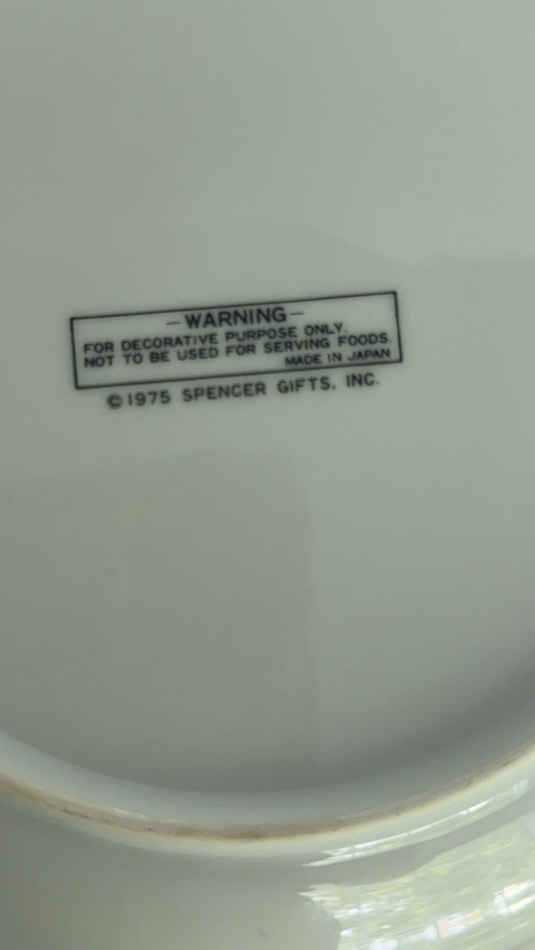 -WARNING-
FOR DECORATIVE PURPOSE ONLY.
NOT TO BE USED FOR SERVING FOODS.
MADE IN JAPAN
©1975 SPENCER GIFTS, INC.